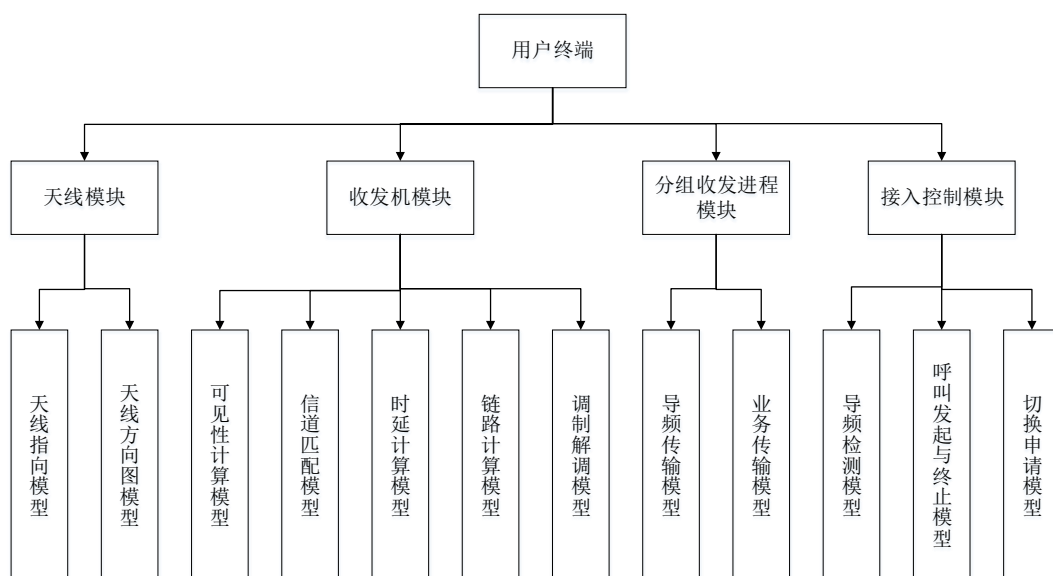 用户终端
天线模块
收发机模块
分组收发进程
模块
接入控制模块
天线指向模型
天线方向图模型
可见性计算模型
信道匹配模型
时延计算模型
链路计算模型
调制解调模型
导频传输模型
业务传输模型
导频检测模型
呼叫发起与终止模型
切换申请模型